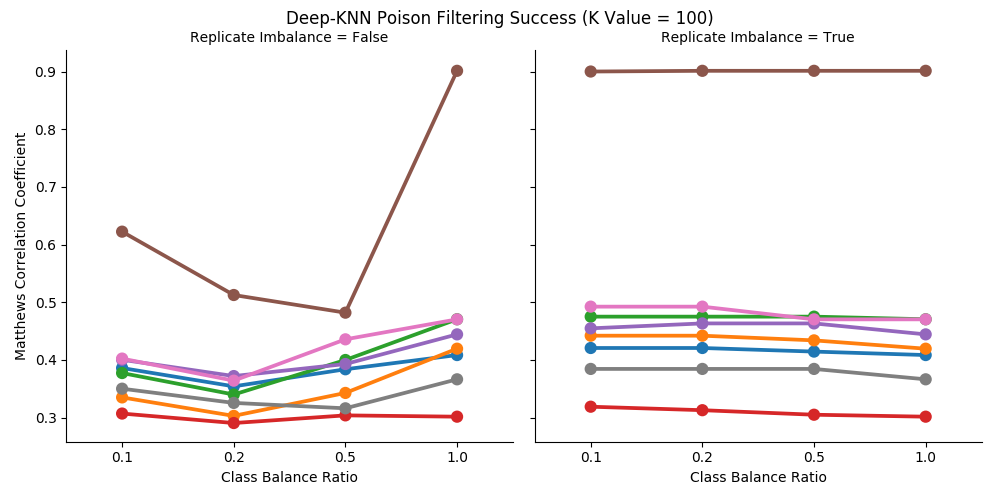 Deep-KNN Poison Filtering Success (K Value = 100)
Replicate Imbalance = False
Replicate Imbalance = True
Matthews Correlation Coefficient
0.9
0.8
0.7
0.6
0.5
0.4
0.3
0.1 0.2 0.5 1.0
0.1 0.2 0.5 1.0
Class Balance Ratio
Class Balance Ratio